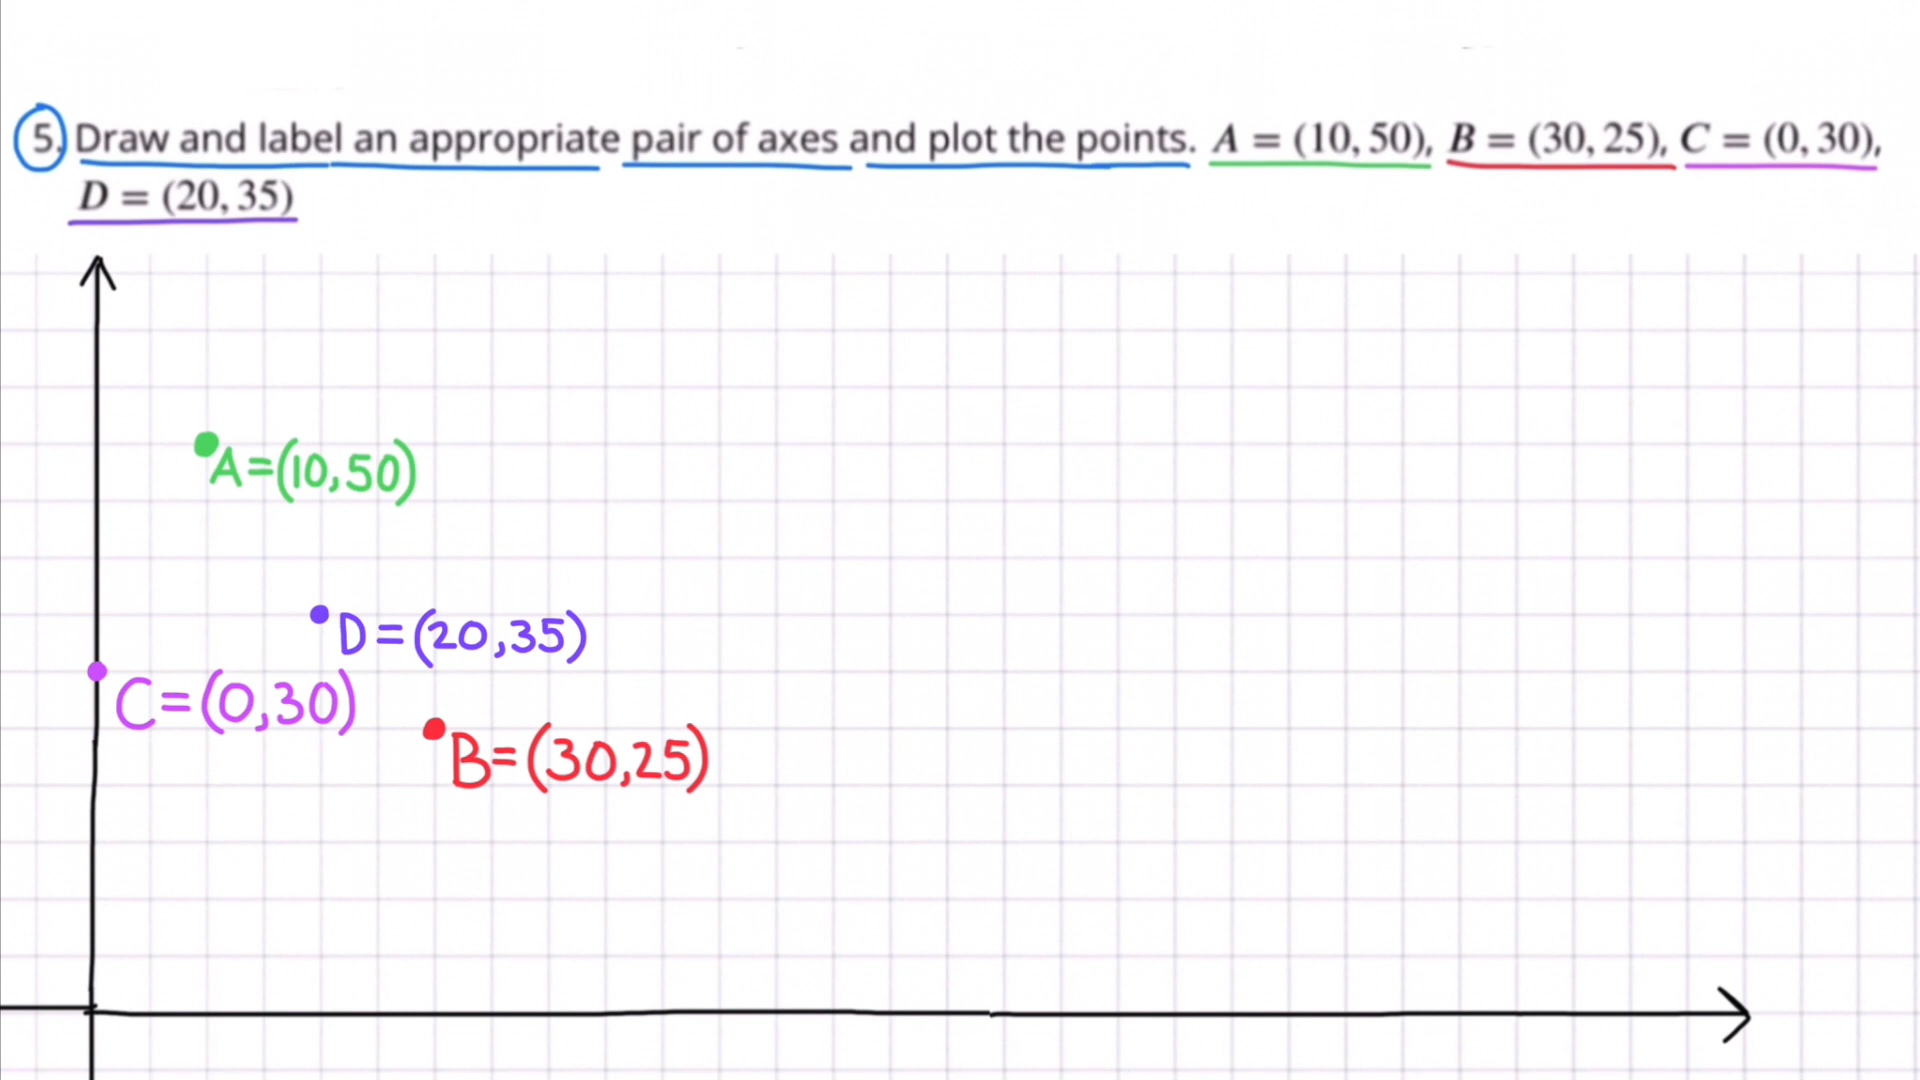 5. Draw and label an appropriate pair of axes and plot the points. A = (10, 50), B = (30, 25), C = (0, 30),
D = (20, 35)
A=(10,50)
D=(20,35)
C=(0,30)
B=(30,25)